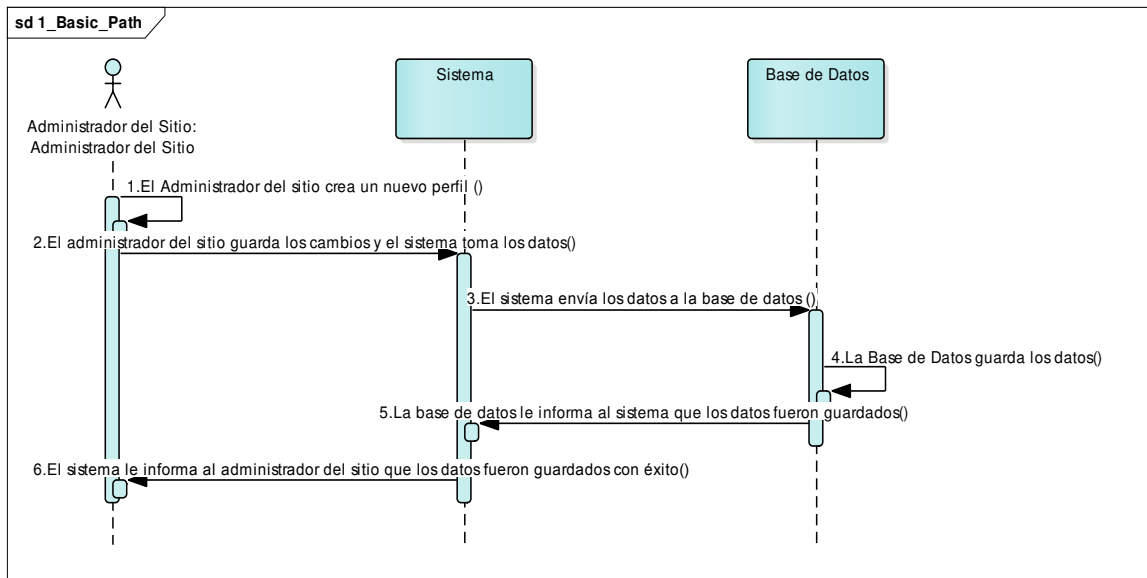 sd 1_Basic_Path
Administrador del Sitio:
Administrador del Sitio
Sistema
Base de Datos
1.El Administrador del sitio crea un nuevo perfil ()
2.El administrador del sitio guarda los cambios y el sistema toma los datos()
3.El sistema envía los datos a la base de datos ()
4.La Base de Datos guarda los datos()
5.La base de datos le informa al sistema que los datos fueron guardados()
6.El sistema le informa al administrador del sitio que los datos fueron guardados con éxito()